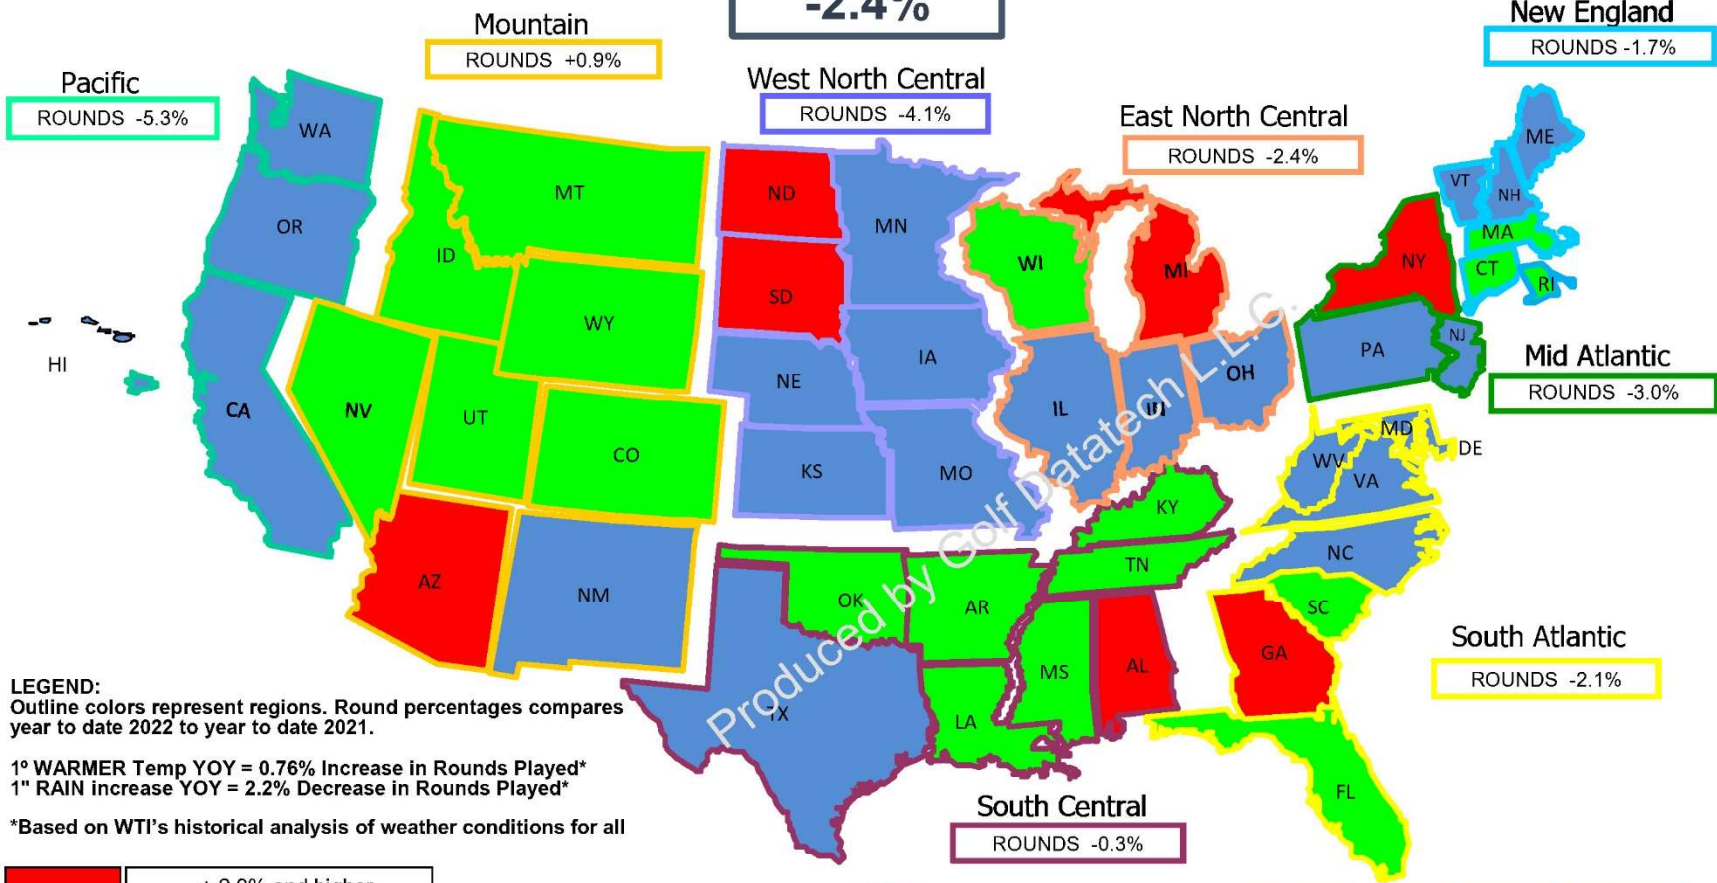 -2.4%
New England
ROUNDS -1.7%
Mountain
ROUNDS +0.9%
Pacific
ROUNDS -5.3%
West North Central
ROUNDS -4.1%
East North Central
ROUNDS -2.4%
WA
OR
CA
HI
MT
ID
WY
NV
UT
CO
AZ
NM
ND
SD
NE
KS
MN
IA
MO
WI
MI
IL
IN
OH
ME
VT
NH
MA
CT
RI
NY
PA
NJ
Mid Atlantic
ROUNDS -3.0%
MD
DE
WV
VA
NC
SC
GA
FL
KY
TN
OK
AR
MS
AL
LA
TX
South Atlantic
ROUNDS -2.1%
South Central
ROUNDS -0.3%
Produced by Golf Datatech L.L.C.
LEGEND:
Outline colors represent regions. Round percentages compares
year to date 2022 to year to date 2021.
1º WARMER Temp YOY = 0.76% Increase in Rounds Played*
1" RAIN increase YOY = 2.2% Decrease in Rounds Played*
*Based on WTI's historical analysis of weather conditions for all